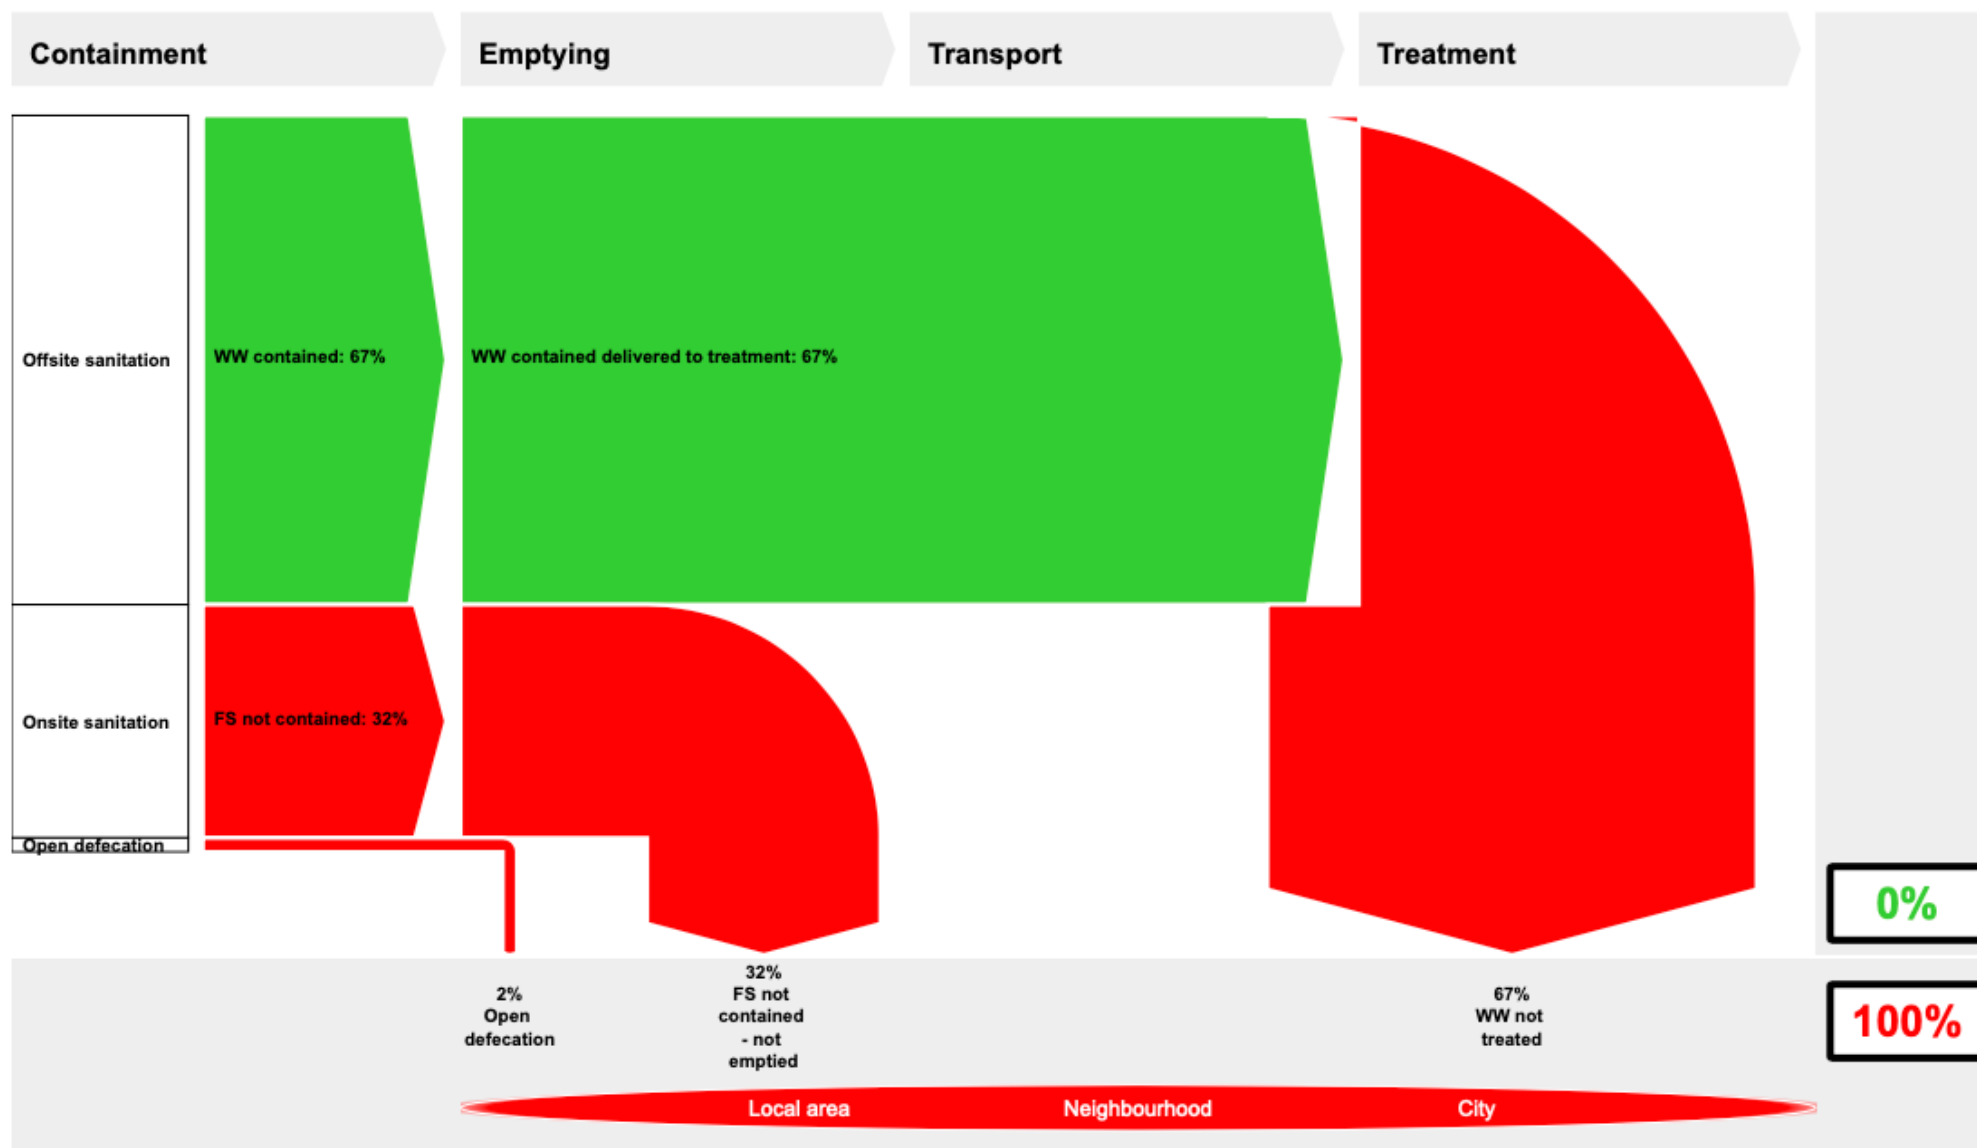 Containment
Emptying
Transport
Treatment
Offsite sanitation
WW contained: 67%
WW contained delivered to treatment: 67%
Onsite sanitation
FS not contained: 32%
Open defecation
0%
2%
Open
defecation
32%
FS not
contained
- not
emptied
67%
WW not
treated
100%
Local area
Neighbourhood
City